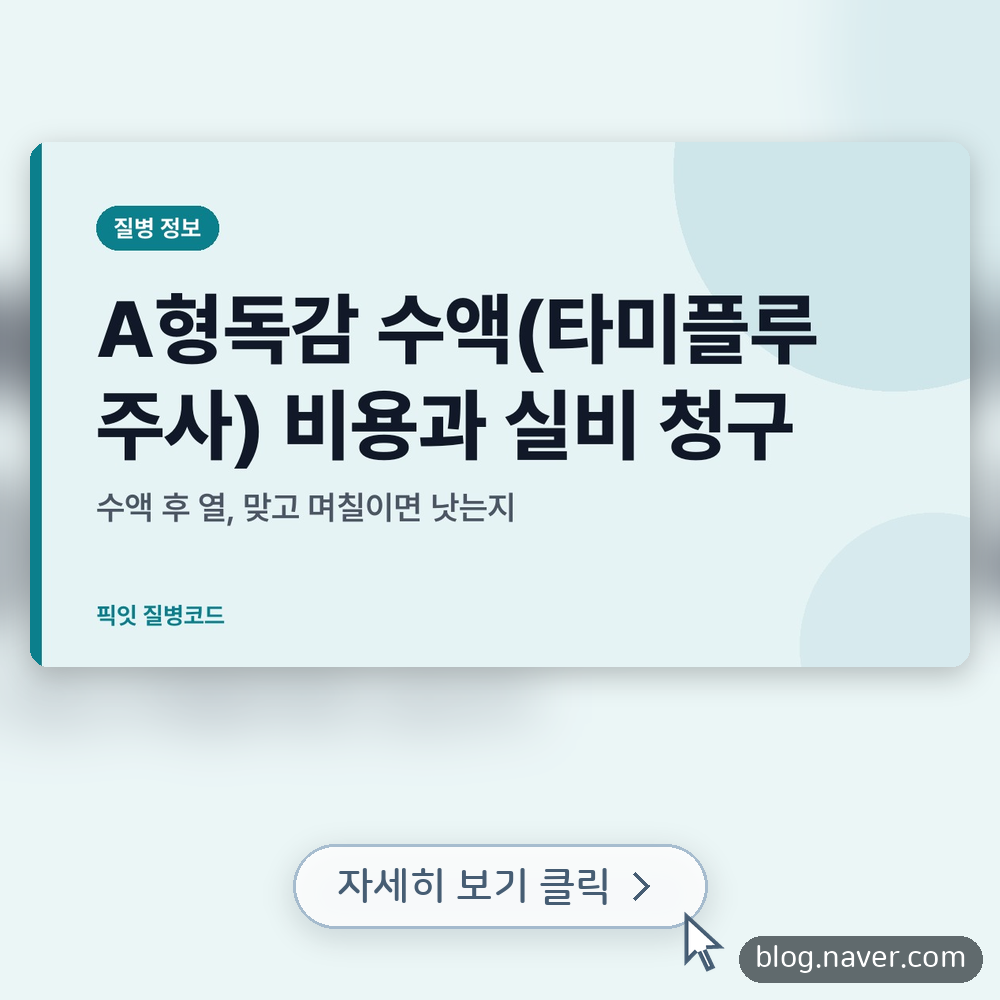 질병 정보
A형독감 수액(타미플루
주사) 비용과 실비 청구
수액 후 열, 맞고 며칠이면 낫는지
픽잇 질병코드
자세히 보기 클릭 >
blog.naver.com